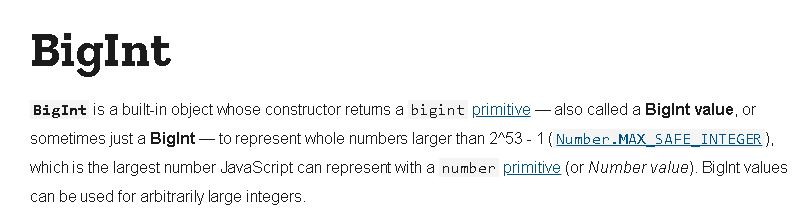 BigInt
BigInt is a built-in object whose constructor returns a bigint primitive — also called a BigInt value, or
sometimes just a BigInt — to represent whole numbers larger than 2^53 - 1 (Number.MAX_SAFE_INTEGER),
which is the largest number JavaScript can represent with a number primitive (or Number value). BigInt values
can be used for arbitrarily large integers.